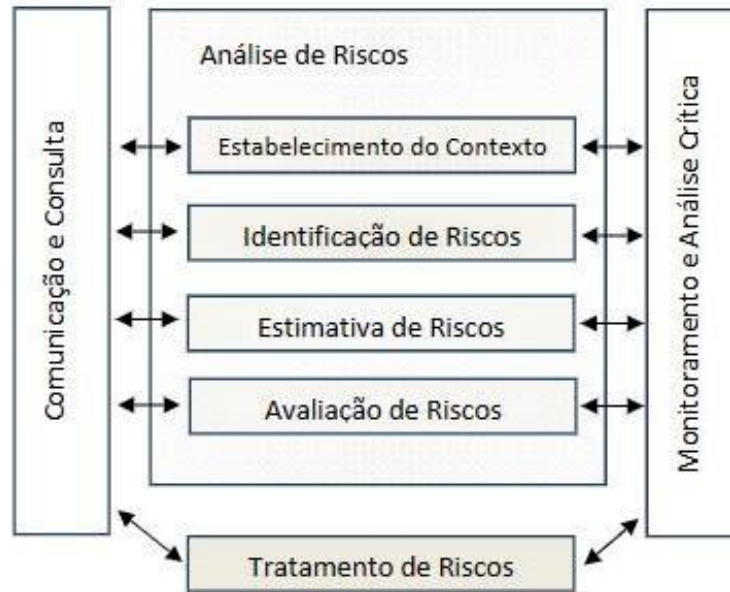 Análise de Riscos
Comunicação e Consulta
Estabelecimento do Contexto
Identificação de Riscos
Estimativa de Riscos
Avaliação de Riscos
Monitoramento e Análise Crítica
Tratamento de Riscos